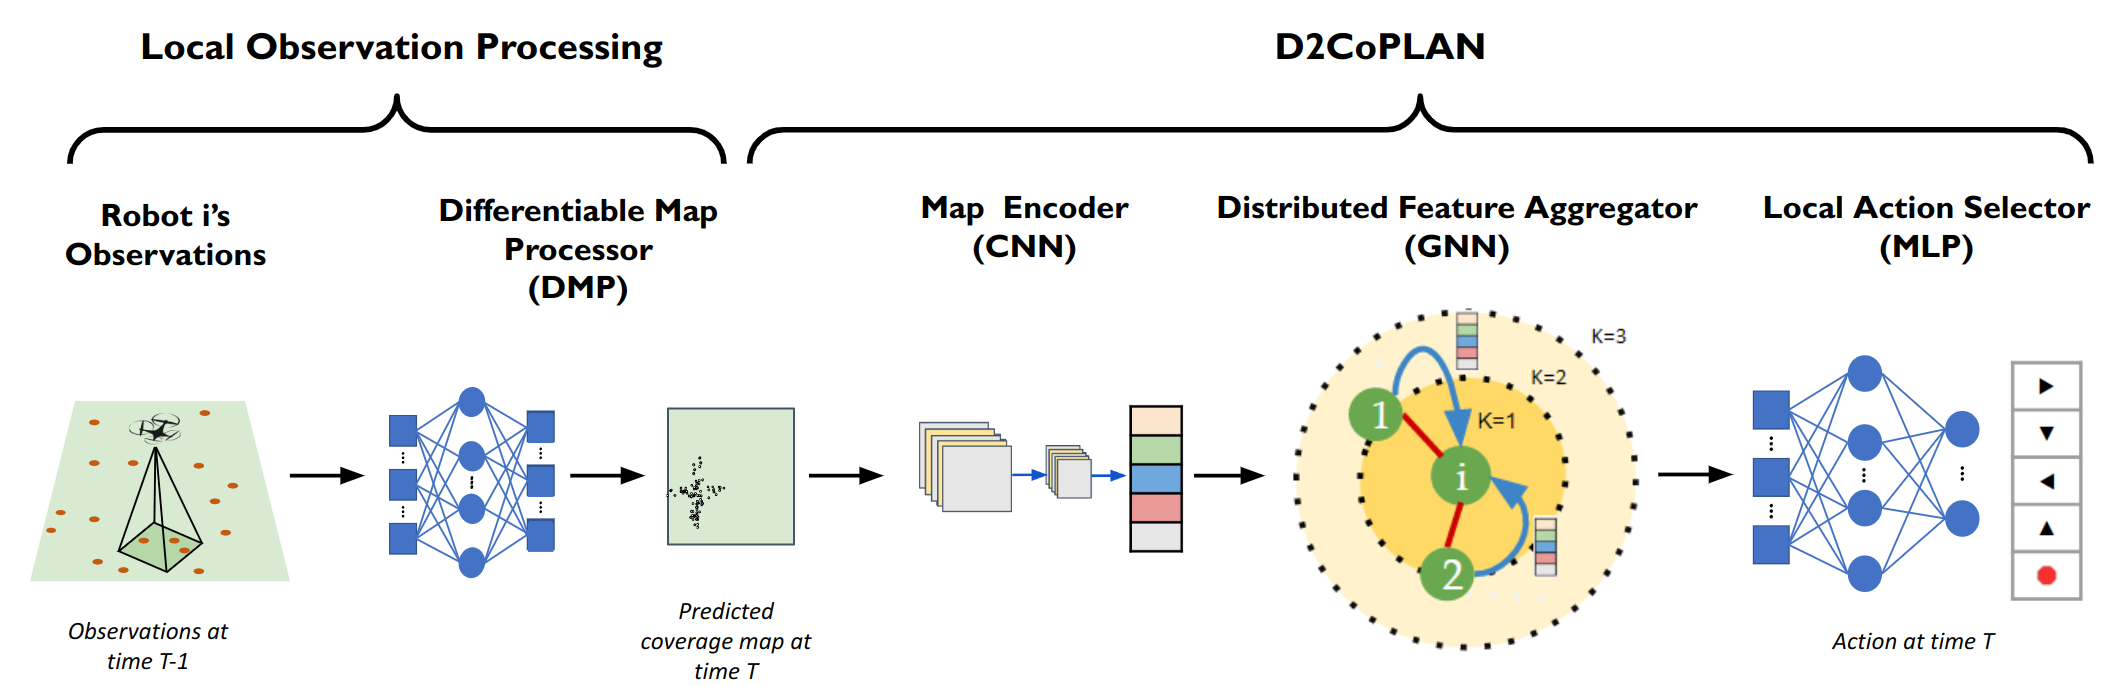 Local Observation Processing
D2CoPLAN
Robot i's
Observations
Differentiable Map
Processor
(DMP)
Map Encoder
(CNN)
Distributed Feature Aggregator
(GNN)
Local Action Selector
(MLP)
K=3
K=2
K=1
1
i
2
Observations at
time T-1
Predicted
coverage map at
time T
Action at time T